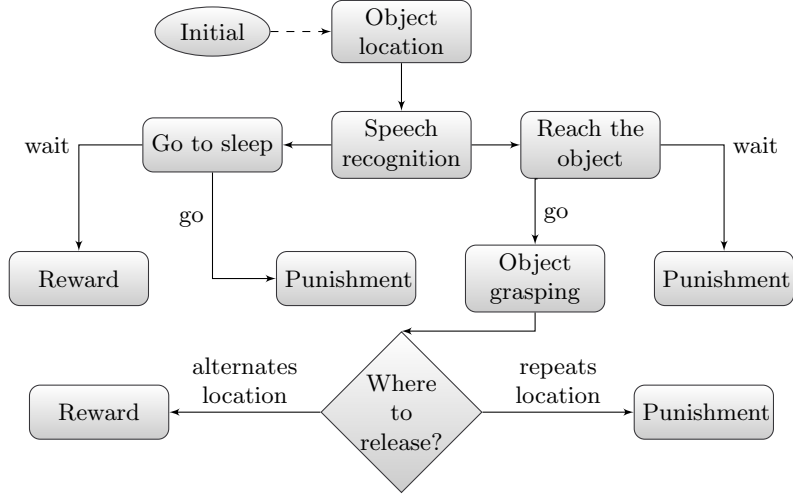 Initial
Object
location
Go to sleep
Speech
recognition
Reach the
object
wait
wait
go
go
Reward
Punishment
Object
grasping
Punishment
alternates
location
Where
to
release?
repeats
location
Reward
Punishment